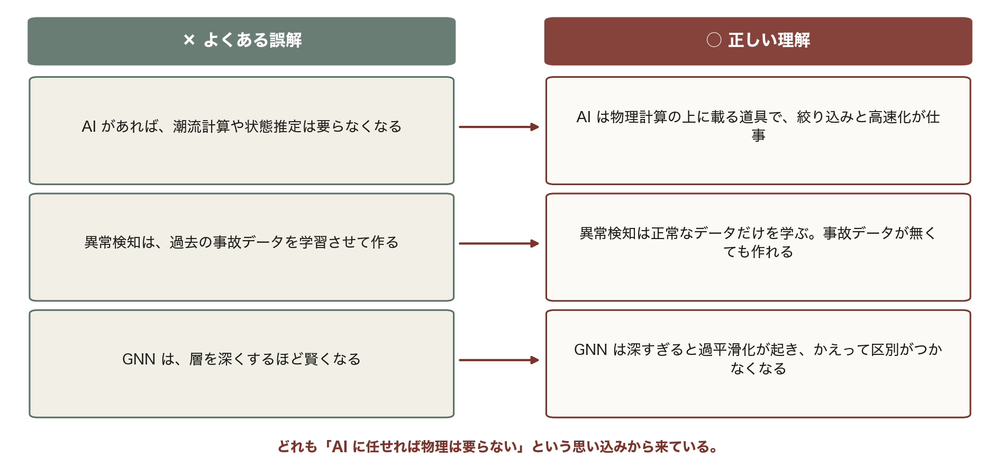 × よくある誤解
○ 正しい理解
AI があれば、潮流計算や状態推定は要らなくなる
AI は物理計算の上に載る道具で、絞り込みと高速化が仕
事
異常検知は、過去の事故データを学習させて作る
異常検知は正常なデータだけを学ぶ。事故データが無く
ても作れる
GNN は、層を深くするほど賢くなる
GNN は深すぎると過平滑化が起き、かえって区別がつか
なくなる
どれも「AI に任せれば物理は要らない」という思い込みから来ている。